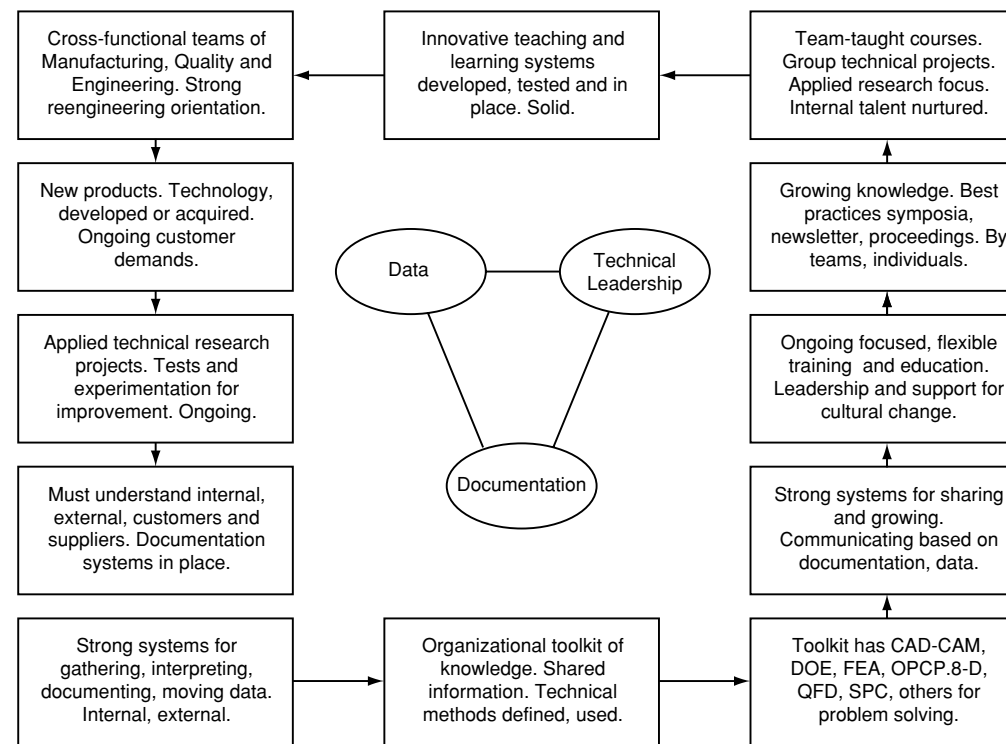 Cross-functional teams of
Manufacturing, Quality and
Engineering. Strong
reengineering orientation.
Innovative teaching and
learning systems
developed, tested and in
place. Solid.
Team-taught courses.
Group technical projects.
Applied research focus.
Internal talent nurtured.
New products. Technology,
developed or acquired.
Ongoing customer
demands.
Growing knowledge. Best
practices symposia,
newsletter, proceedings. By
teams, individuals.
Data
Technical
Leadership
Applied technical research
projects. Tests and
experimentation for
improvement. Ongoing.
Ongoing focused, flexible
training and education.
Leadership and support for
cultural change.
Must understand internal,
external, customers and
suppliers. Documentation
systems in place.
Documentation
Strong systems for sharing
and growing.
Communicating based on
documentation, data.
Strong systems for
gathering, interpreting,
documenting, moving data.
Internal, external.
Organizational toolkit of
knowledge. Shared
information. Technical
methods defined, used.
Toolkit has CAD-CAM,
DOE, FEA, OPCP.8-D,
QFD, SPC, others for
problem solving.